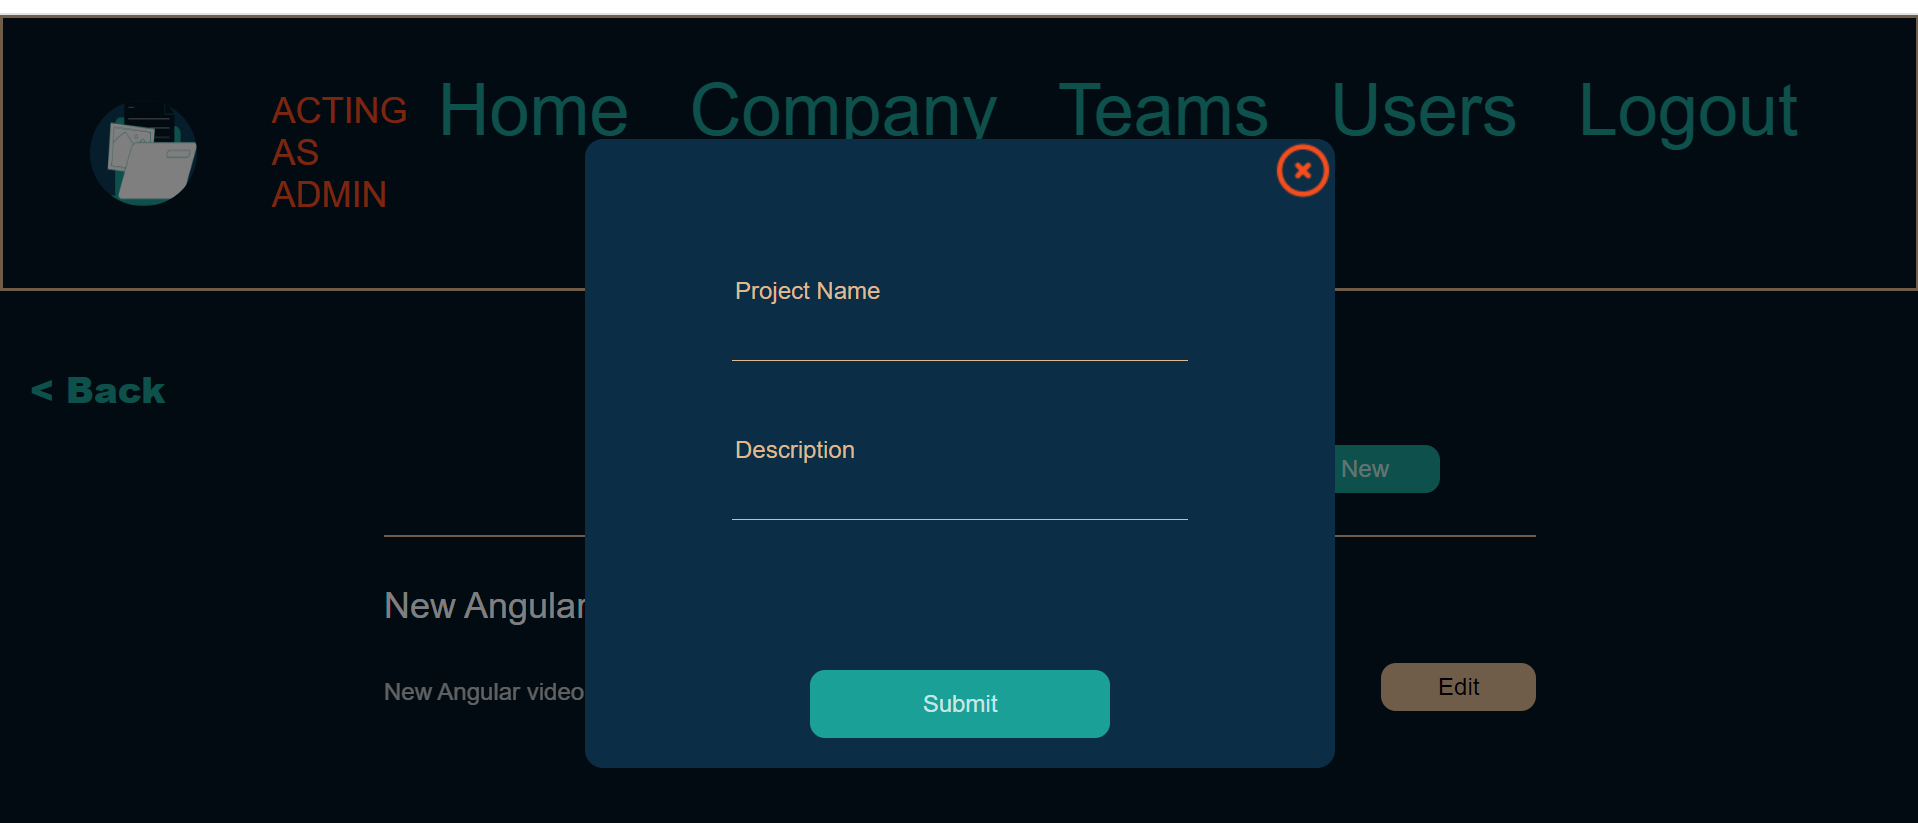 ACTING
AS
ADMIN
Home Company Teams Users Logout
Project Name
< Back
Description
New
New Angular
New Angular video
Edit
Submit